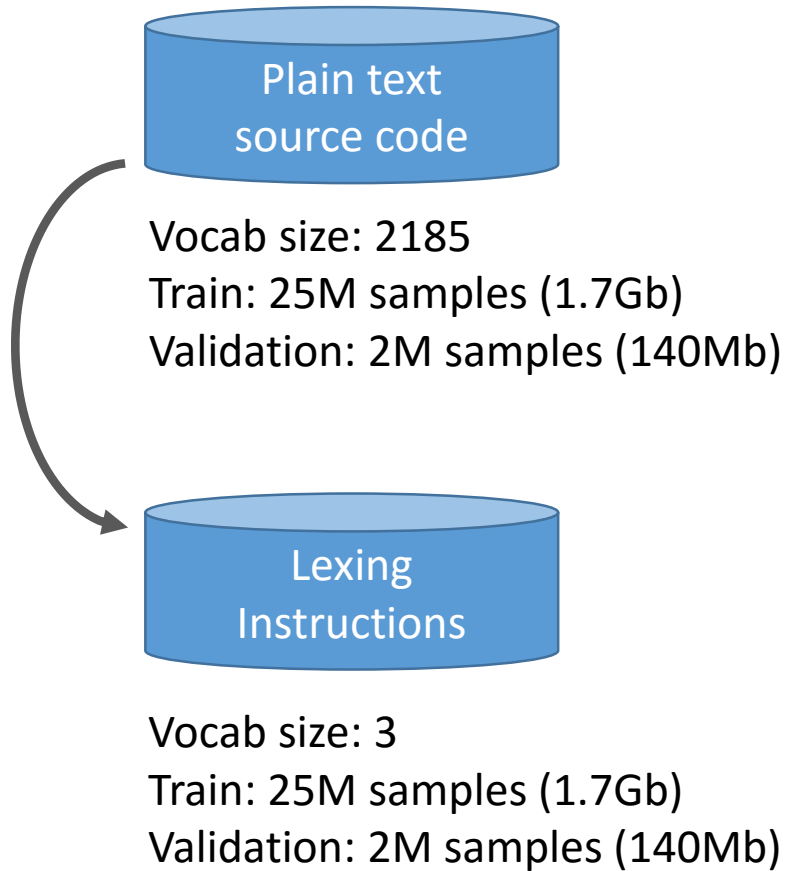 Plain text
source code
Vocab size: 2185
Train: 25M samples (1.7Gb)
Validation: 2M samples (140Mb)
Lexing
Instructions
Vocab size: 3
Train: 25M samples (1.7Gb)
Validation: 2M samples (140Mb)